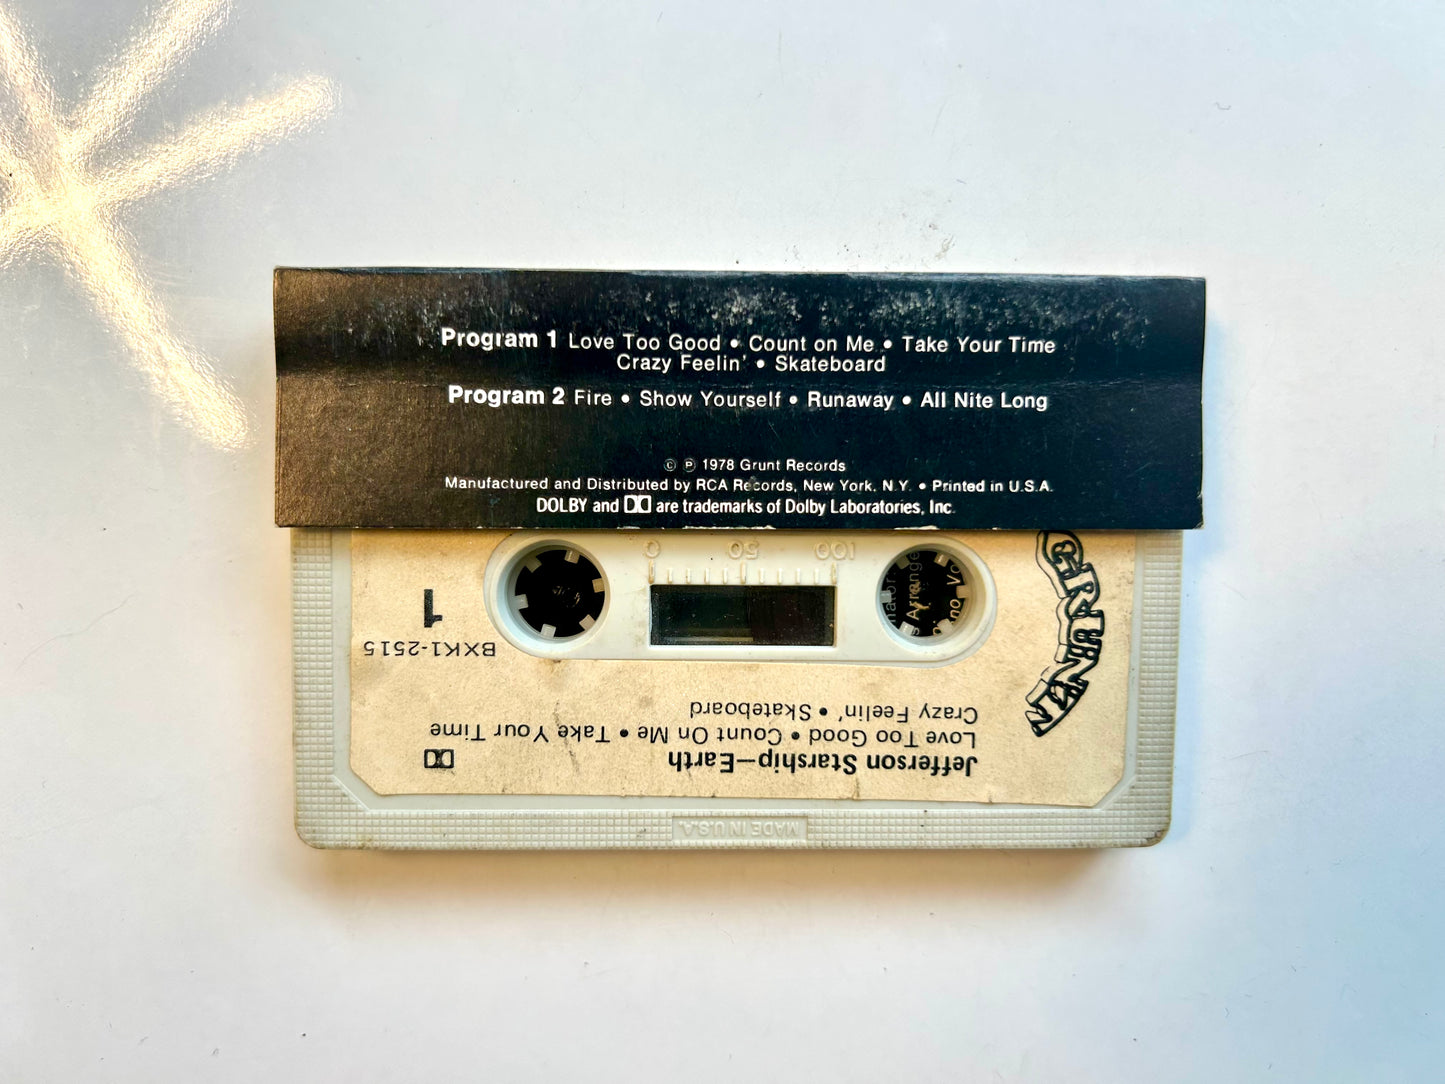 Program 1 Love Too Good • Count on Me • Take Your Time
Crazy Feelin' • Skateboard
Program 2 Fire • Show Yourself • Runaway • All Nite Long
© ℗ 1978 Grunt Records
Manufactured and Distributed by RCA Records, New York, N.Y. • Printed in U.S.A.
DOLBY and are trademarks of Dolby Laboratories, Inc.
Jefferson Starship—Earth
Love Too Good • Count On Me • Take Your Time
Crazy Feelin' • Skateboard
BXK1-2515
1
GRUNT
100 50 0
MADE IN U.S.A.